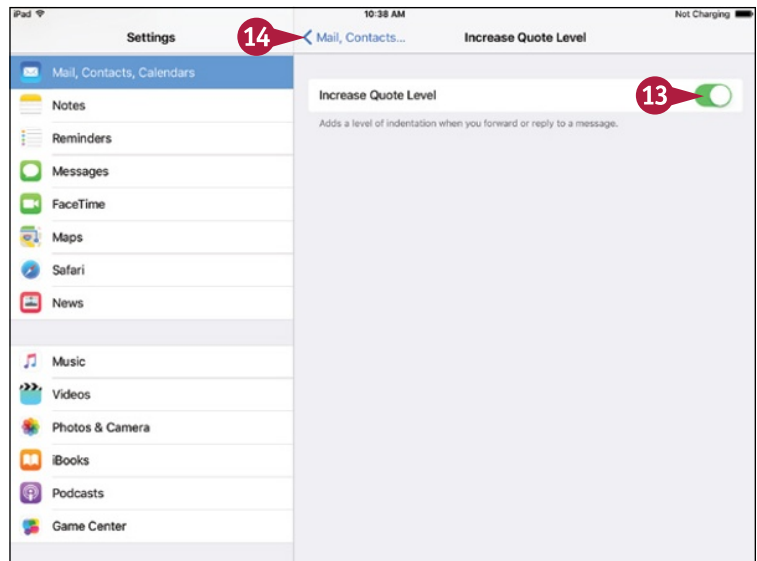 iPad
10:38 AM
Not Charging
Settings
14
Mail, Contacts...
Increase Quote Level
Mail, Contacts, Calendars
Notes
Reminders
Messages
FaceTime
Maps
Safari
News
Music
Videos
Photos & Camera
iBooks
Podcasts
Game Center
Increase Quote Level
13
Adds a level of indentation when you forward or reply to a message.